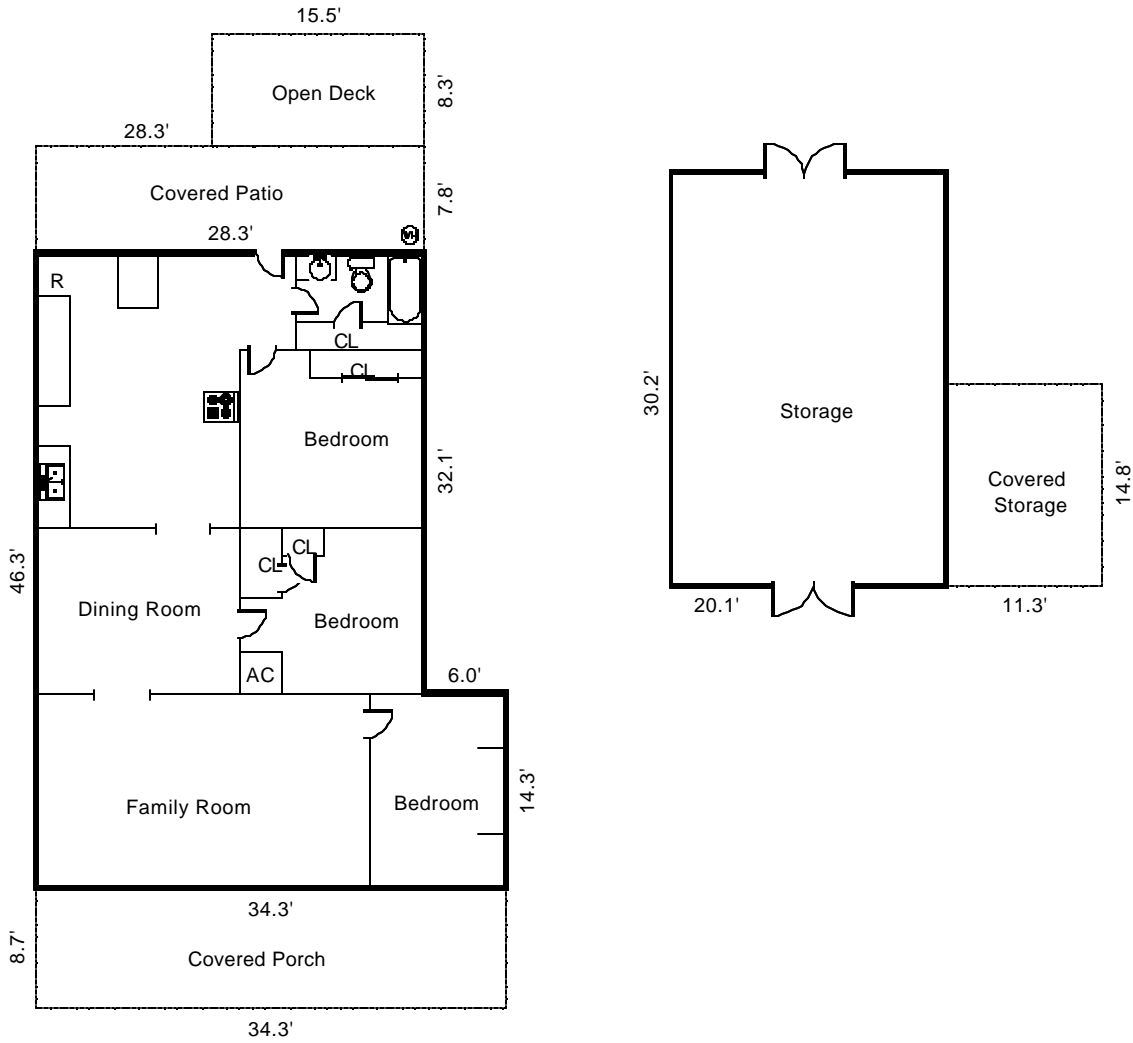 15.5'
Open Deck
8.3'
28.3'
Covered Patio
7.8'
28.3'
WH
R
CL
CL
Bedroom
32.1'
46.3'
CL
CL
Dining Room
Bedroom
AC
6.0'
Family Room
Bedroom
14.3'
34.3'
8.7'
Covered Porch
34.3'
30.2'
Storage
Covered
Storage
14.8'
20.1'
11.3'